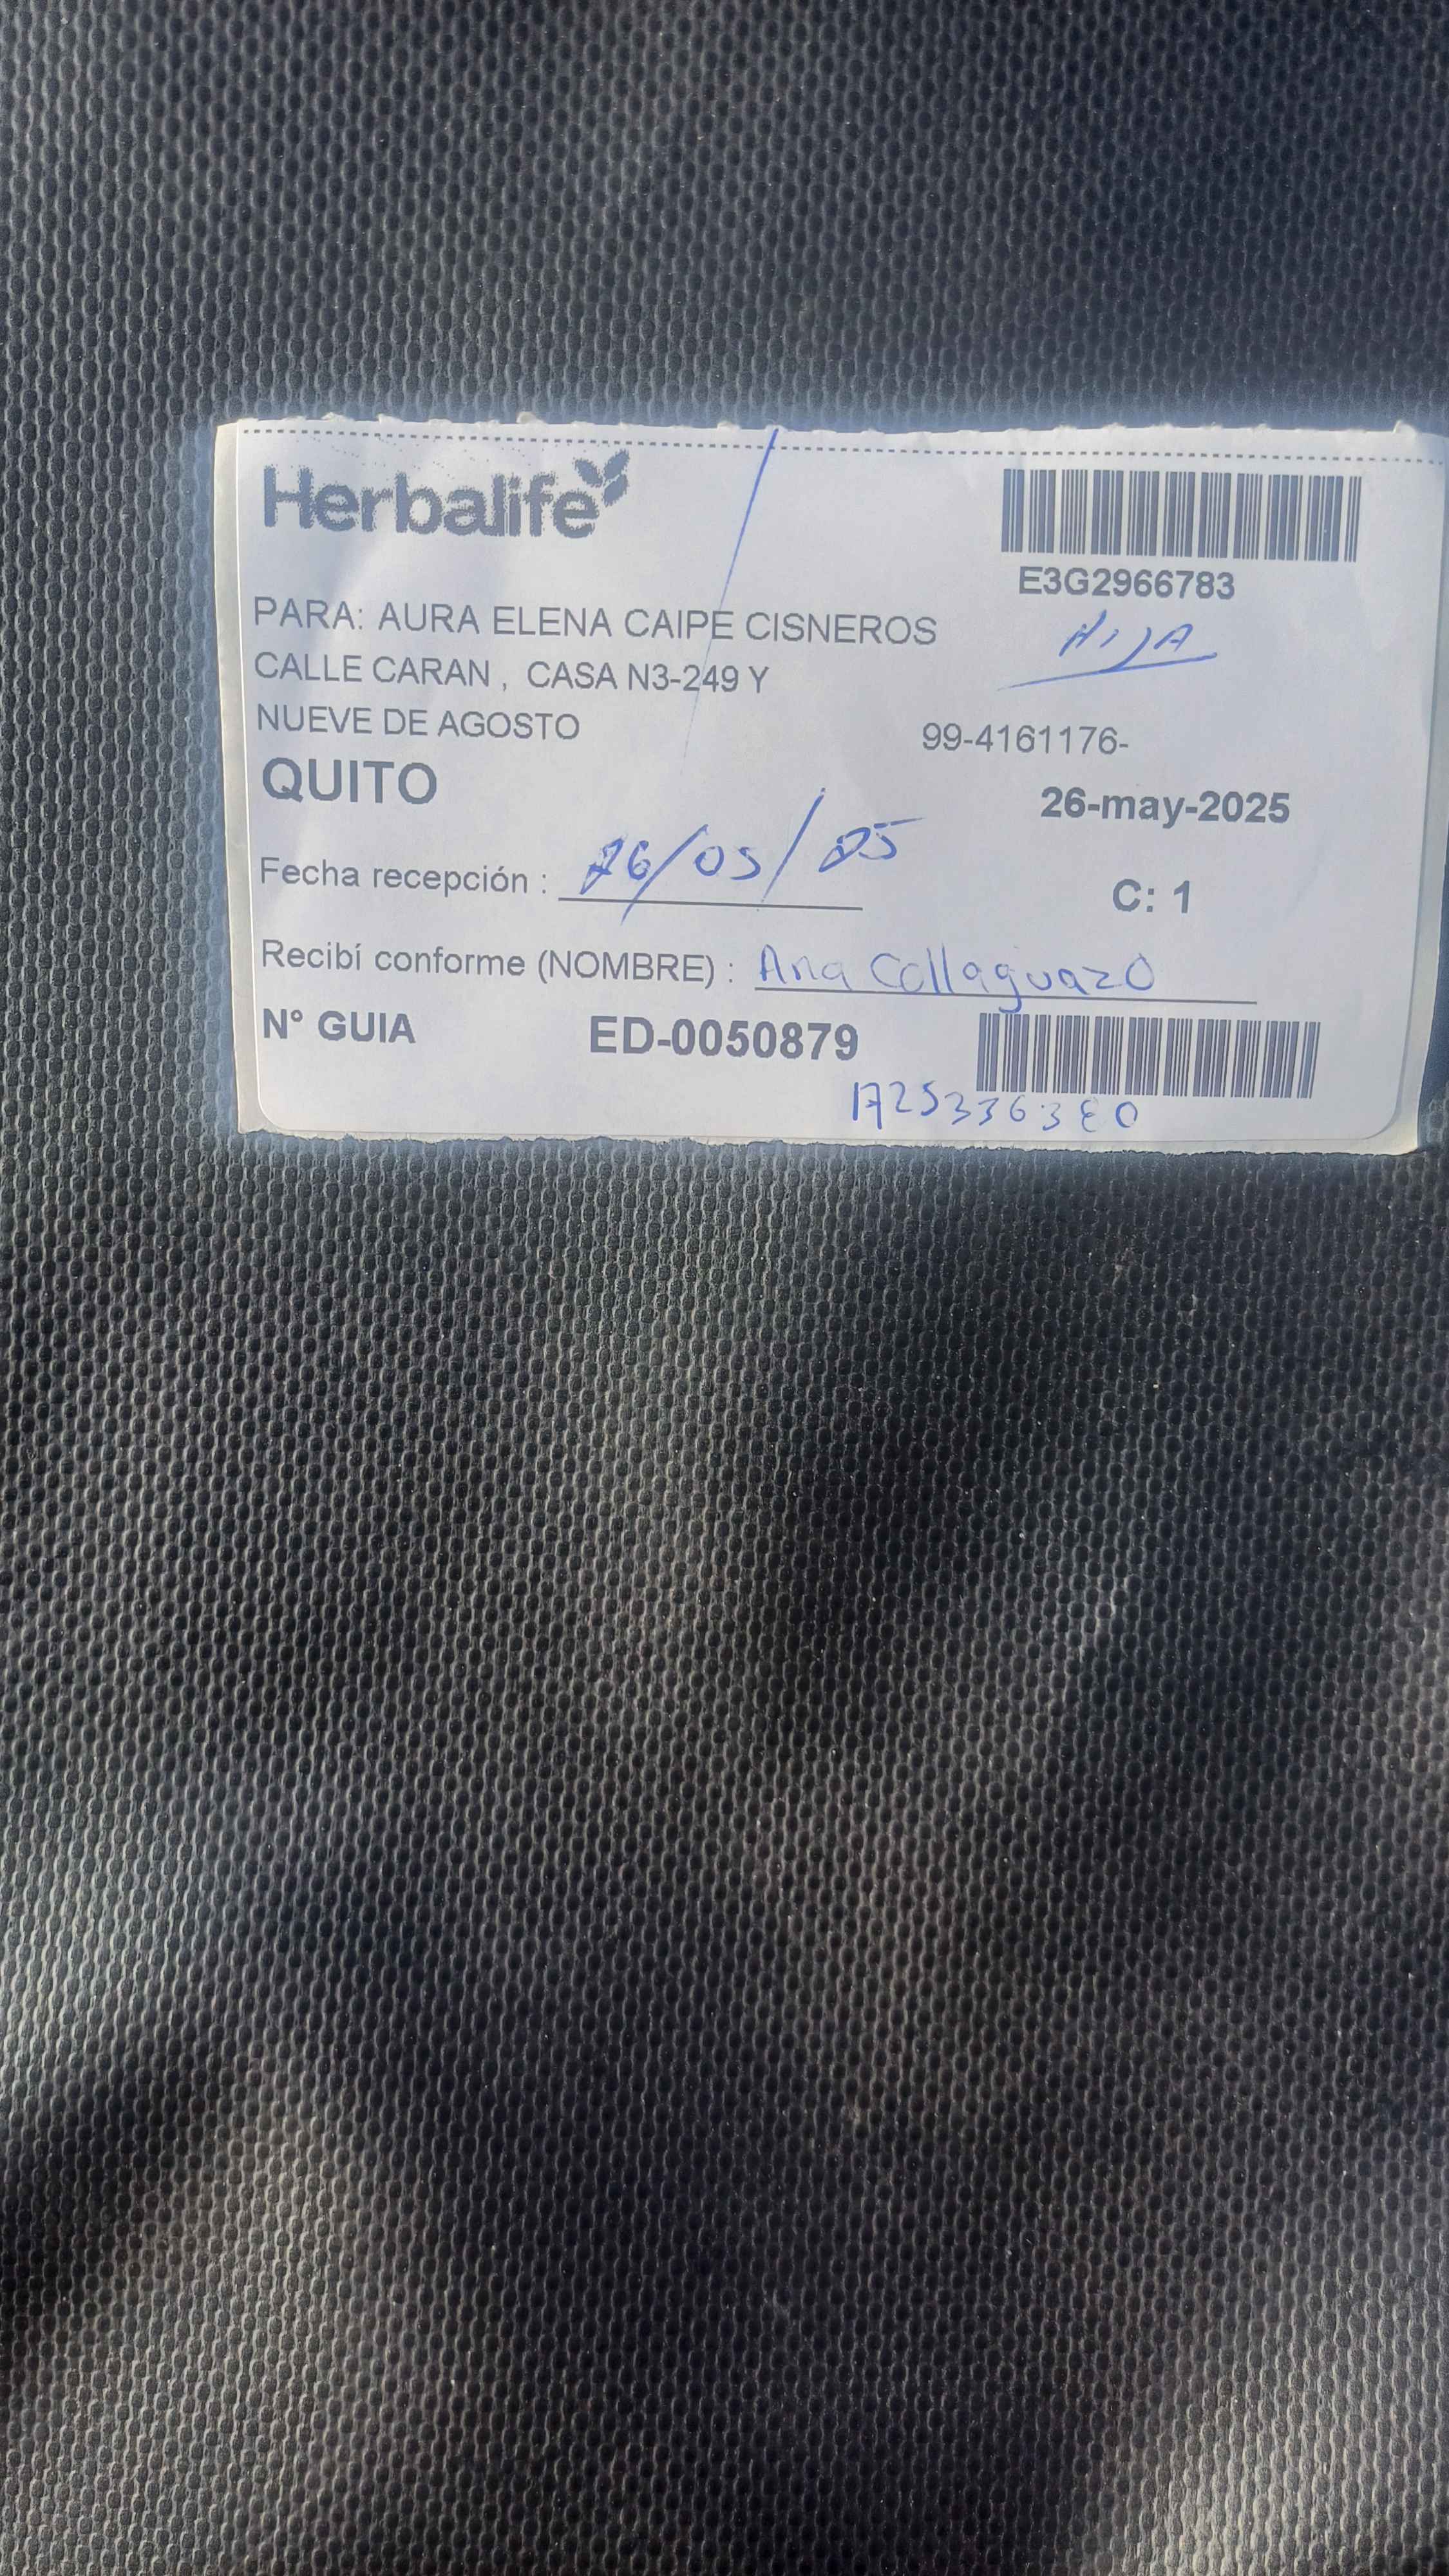 Herbalife
E3G2966783
PARA: AURA ELENA CAIPE CISNEROS
HIJA
CALLE CARAN , CASA N3-249 Y
NUEVE DE AGOSTO
99-4161176-
QUITO
26-may-2025
Fecha recepción : 26/05/25
C: 1
Recibí conforme (NOMBRE) : Ana Collaguazo
N° GUIA ED-0050879